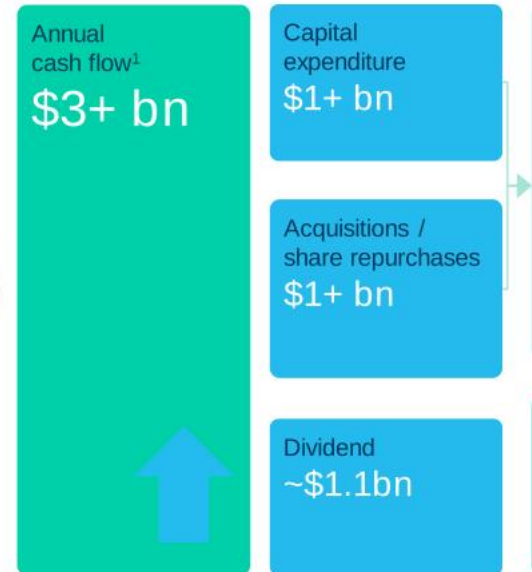 Annual
cash flow¹
$3+ bn
Capital
expenditure
$1+ bn
Acquisitions /
share repurchases
$1+ bn
Dividend
~$1.1bn